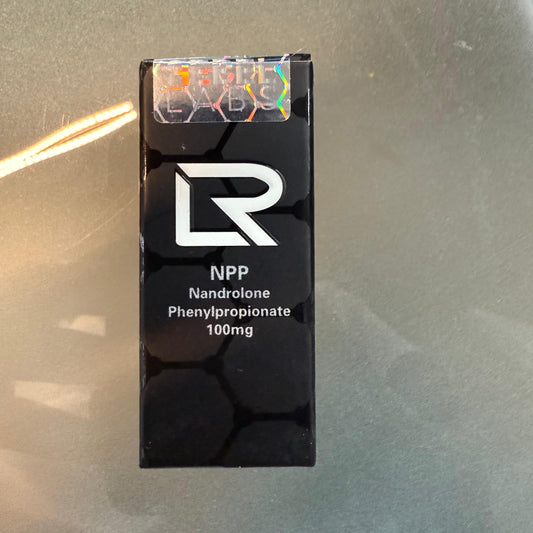 LABS
LR
NPP
Nandrolone
Phenylpropionate
100mg